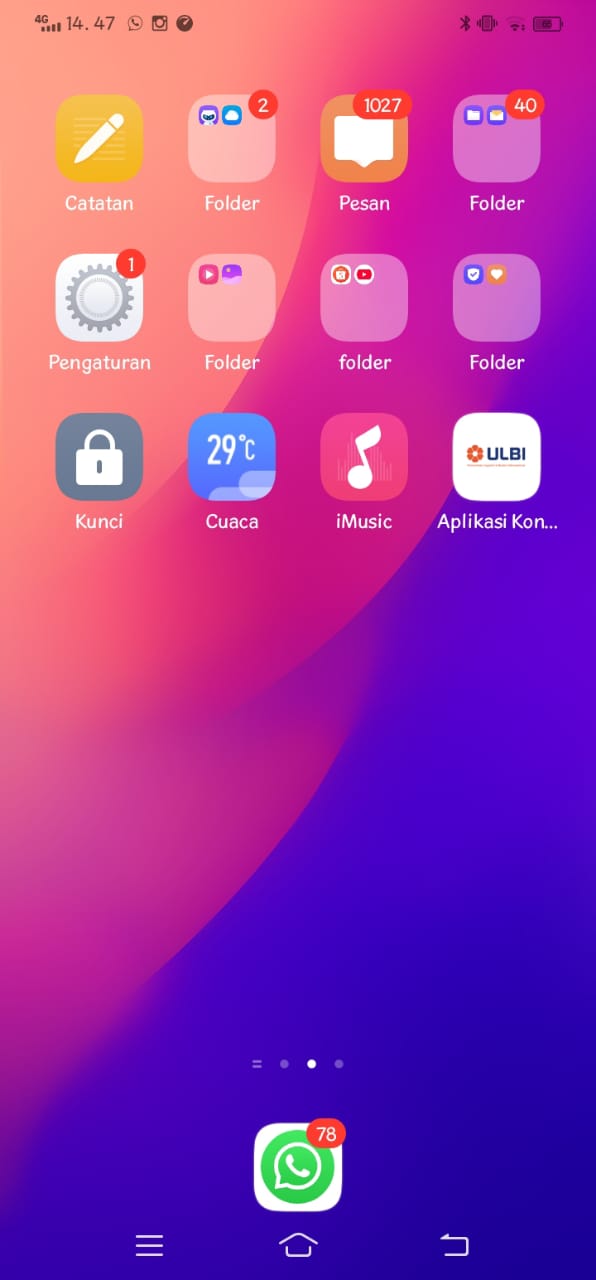 4G 14. 47
2
1027
40
Catatan
Folder
Pesan
Folder
1
Pengaturan
Folder
folder
Folder
29°C
ULBI
Kunci
Cuaca
iMusic
Aplikasi Kon...
78